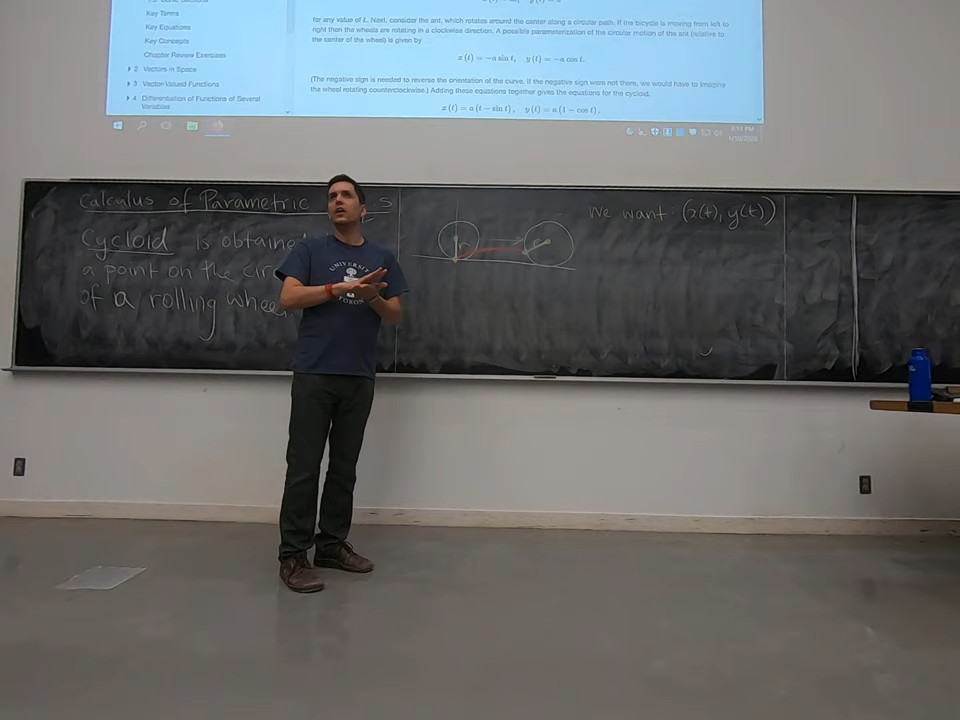 Key Terms
Key Equations
Key Concepts
Chapter Review Exercises
2 Vectors in Space
3 Vector-Valued Functions
4 Differentiation of Functions of Several
Variables
for any value of t. Next, consider the ant, which rotates around the center along a circular path. If the bicycle is moving from left to
right then the wheels are rotating in a clockwise direction. A possible parameterization of the circular motion of the ant (relative to
the center of the wheel) is given by
x(t) = −a sin t, y(t) = −a cos t.
(The negative sign is needed to reverse the orientation of the curve. If the negative sign were not there, we would have to imagine
the wheel rotating counterclockwise.) Adding these equations together gives the equations for the cycloid.
x(t) = a(t − sin t), y(t) = a(1 − cos t).
Calculus of Parametric
Cycloid is obtaine
a point on the circ
of a rolling whee
r
We want (x(t), y(t))
UNIVERSIT
TORON